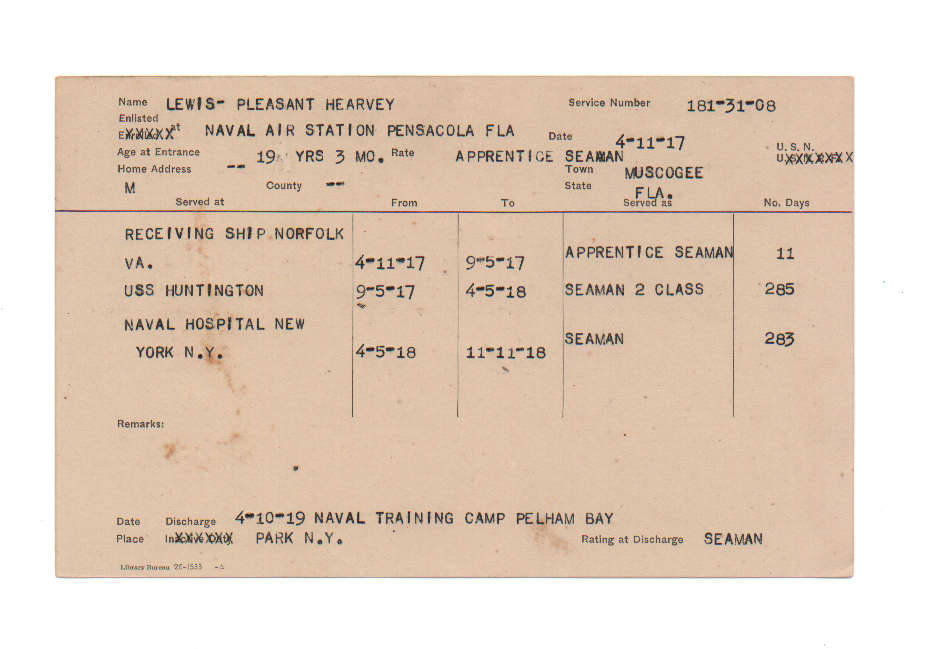 Name LEWIS- PLEASANT HEARVEY Service Number 181-31-08
Enlisted
Enrolled at NAVAL AIR STATION PENSACOLA FLA Date 4-11-17
Age at Entrance 19 YRS 3 MO. Rate APPRENTICE SEAMAN U. S. N.
Home Address -- Town MUSCOGEE
M County -- State FLA.
Served at From To Served as No. Days
RECEIVING SHIP NORFOLK
VA. 4-11-17 9-5-17 APPRENTICE SEAMAN 11
USS HUNTINGTON 9-5-17 4-5-18 SEAMAN 2 CLASS 285
NAVAL HOSPITAL NEW
YORK N.Y. 4-5-18 11-11-18 SEAMAN 283
Remarks:
Date Discharge 4-10-19 NAVAL TRAINING CAMP PELHAM BAY
Place Inactive Duty PARK N.Y. Rating at Discharge SEAMAN
Library Bureau 26-1533